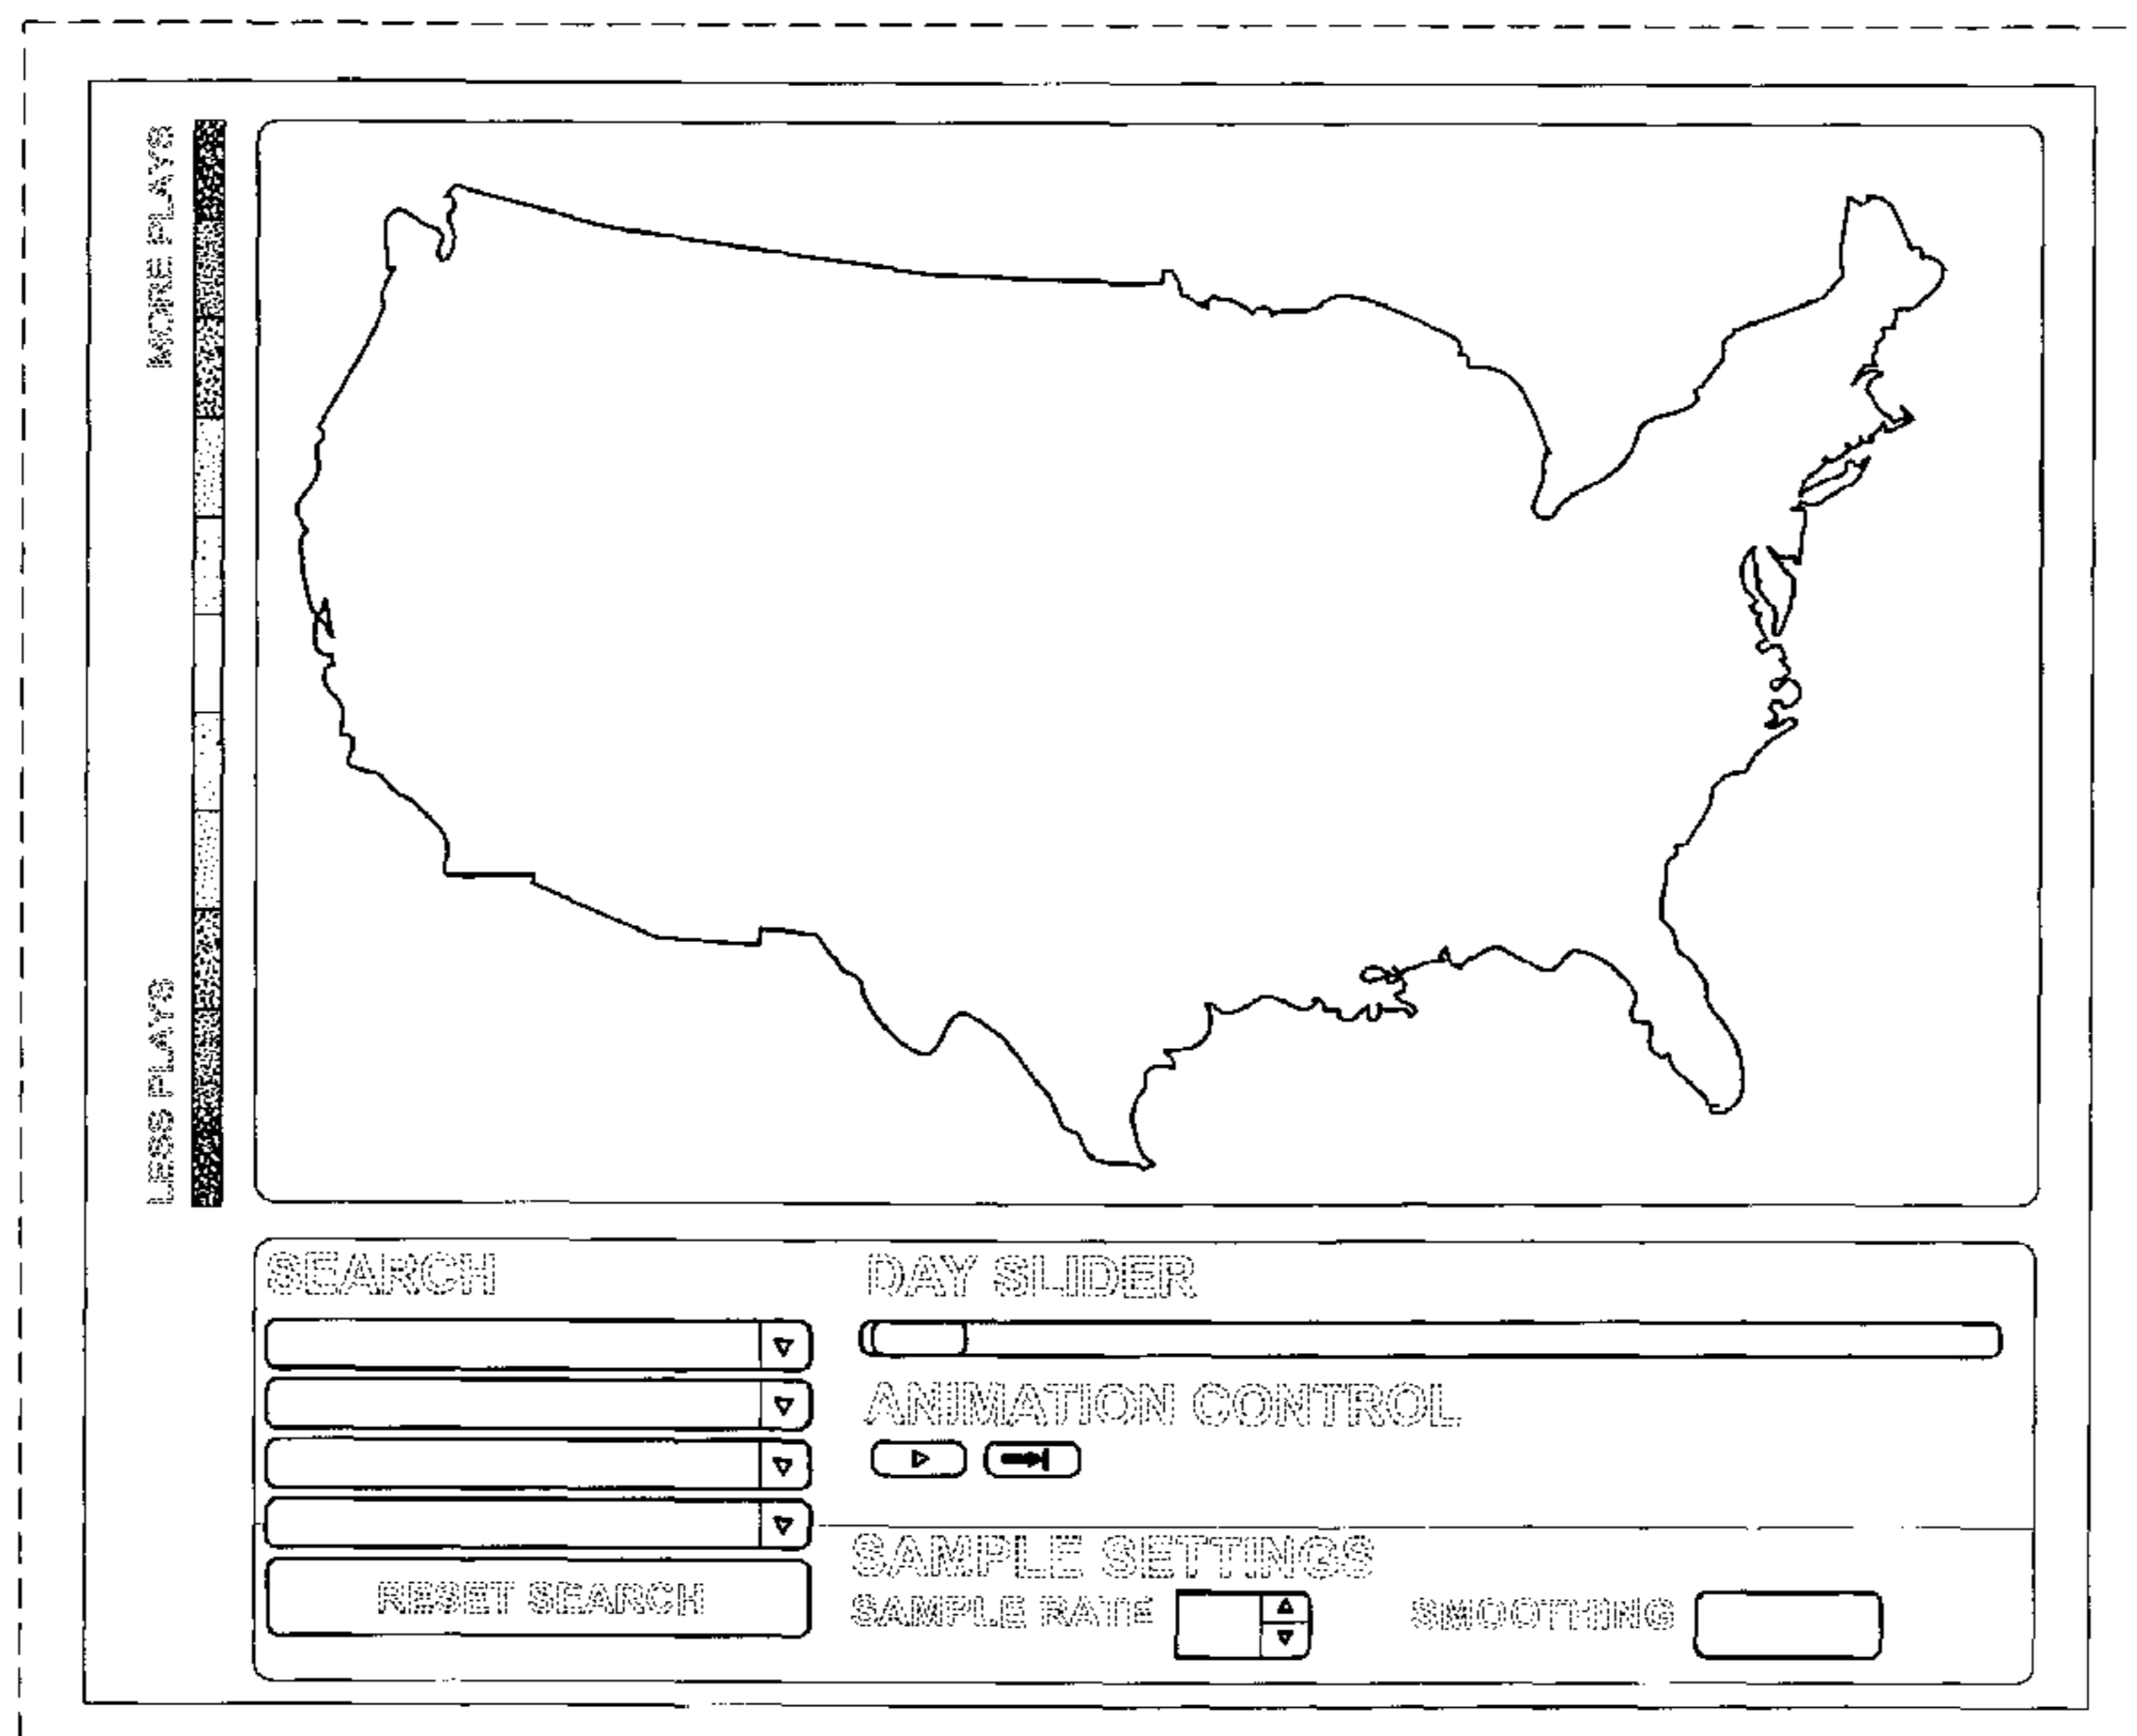 MORE PLAYS
LESS PLAYS
SEARCH
RESET SEARCH
DAY SLIDER
ANIMATION CONTROL
SAMPLE SETTINGS
SAMPLE RATE
SMOOTHING